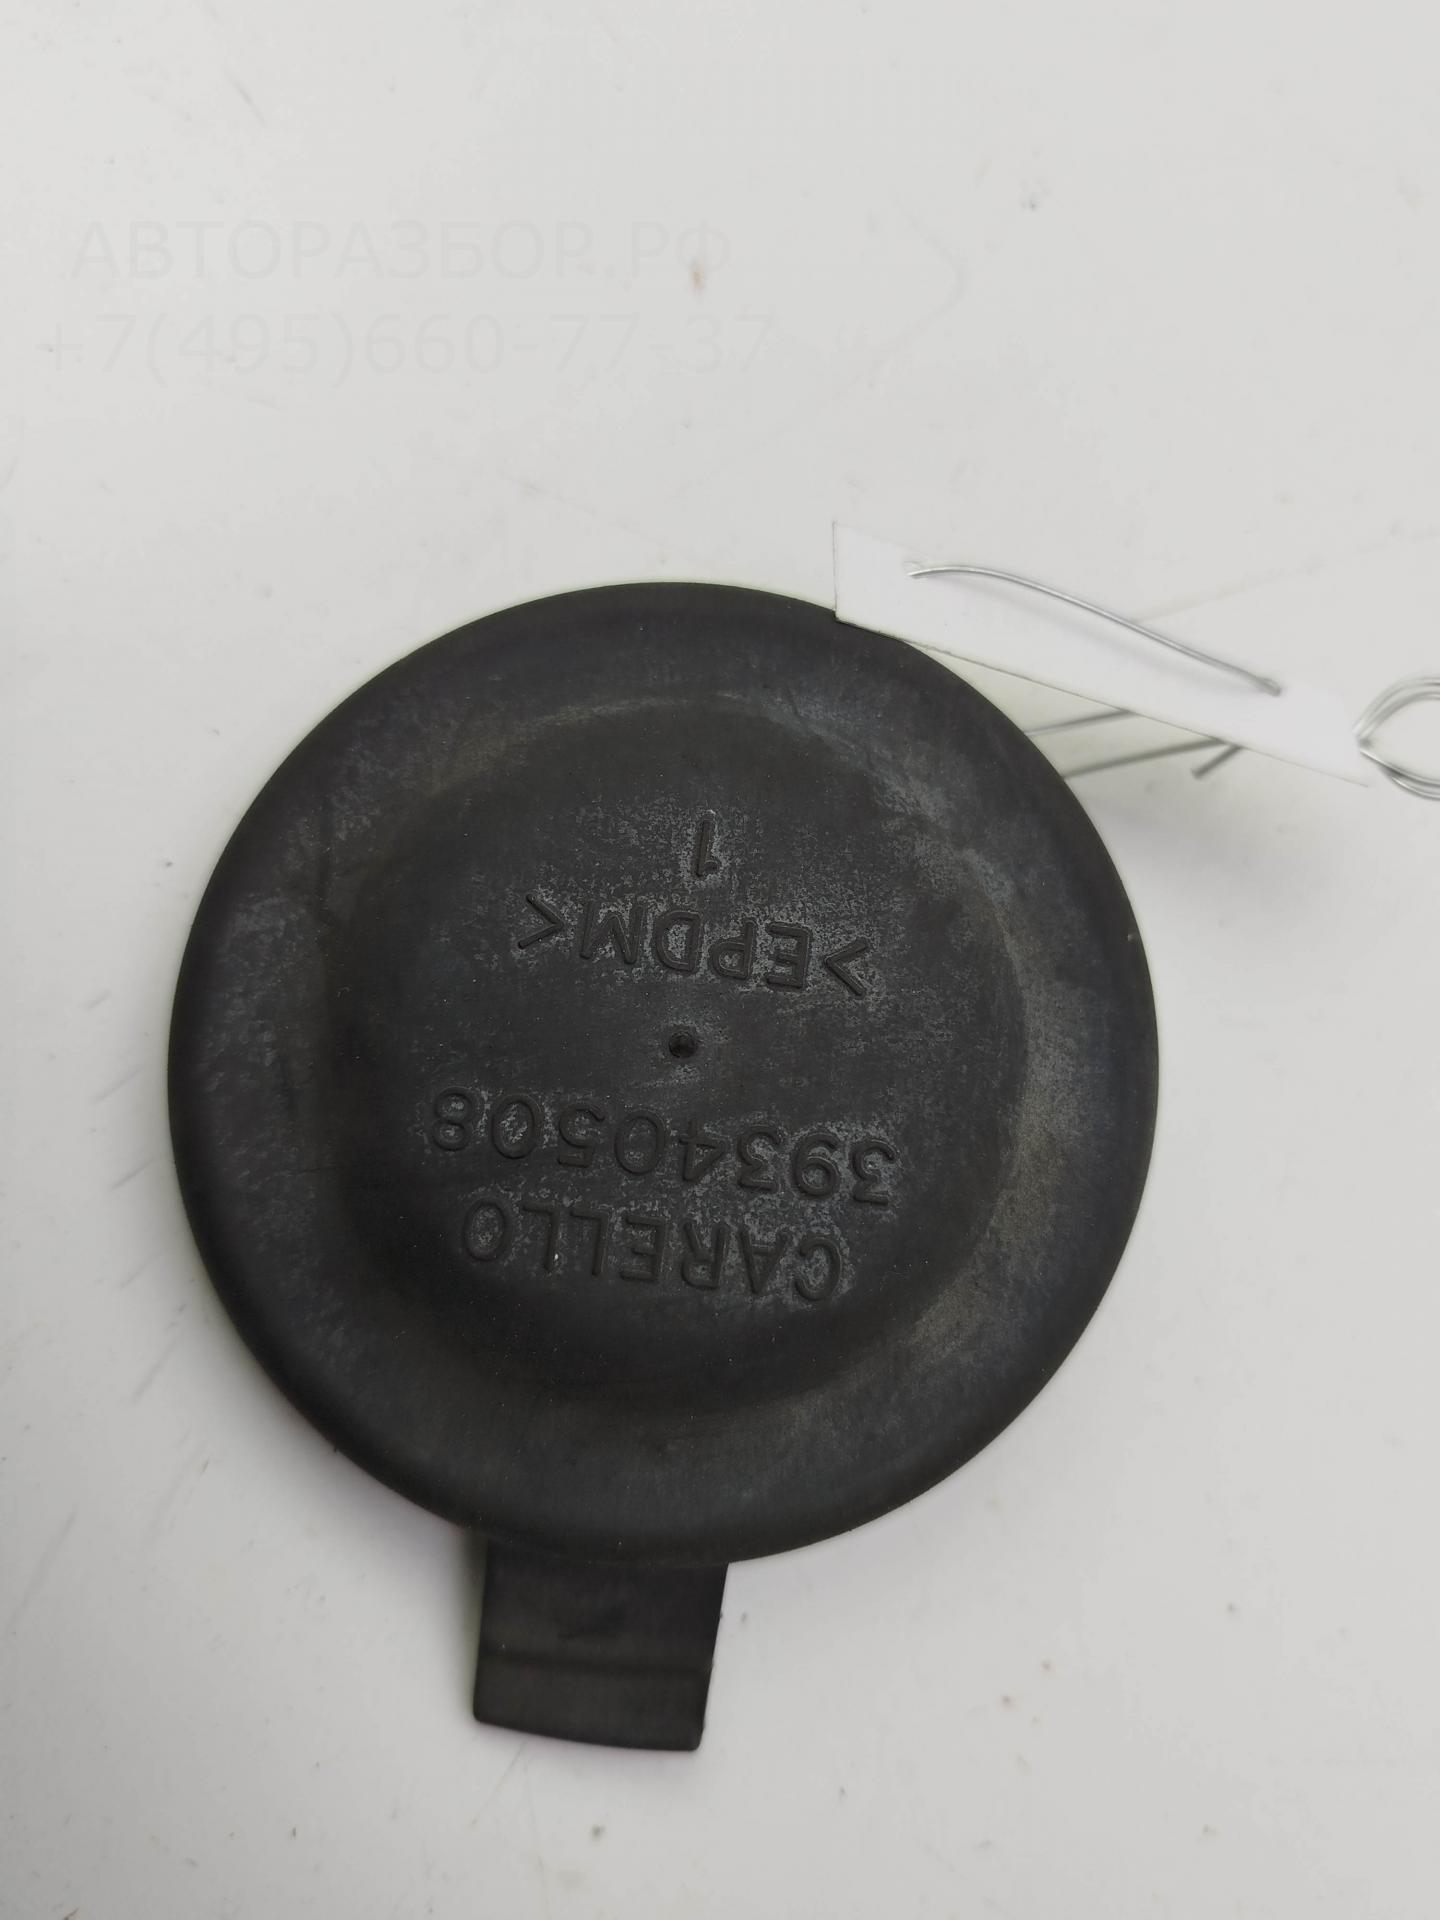 АВТОРАЗБОР.РФ
+7(495)660-77-37
CARELLO
39340508
>EPDM<
1